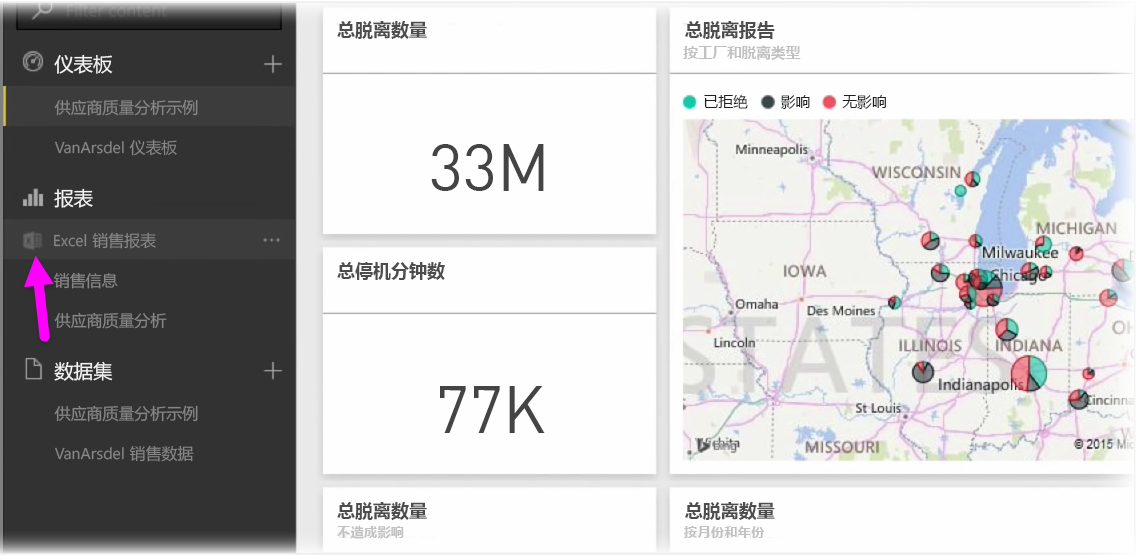 Filter content
仪表板
供应商质量分析示例
VanArsdel 仪表板
报表
Excel 销售报表
销售信息
供应商质量分析
数据集
供应商质量分析示例
VanArsdel 销售数据
总脱离数量
33M
总停机分钟数
77K
总脱离数量
不造成影响
总脱离报告
按工厂和脱离类型
已拒绝 影响 无影响
Minneapolis
WISCONSIN
MICHIGAN
Milwaukee
IOWA
Chicago
Omaha
Des Moines
STATES
Lincoln
ILLINOIS
INDIANA
OH
Indianapolis
Cincinna
St Louis
Wichita
Bing
MISSOURI
© 2015 Mic
总脱离数量
按月份和年份